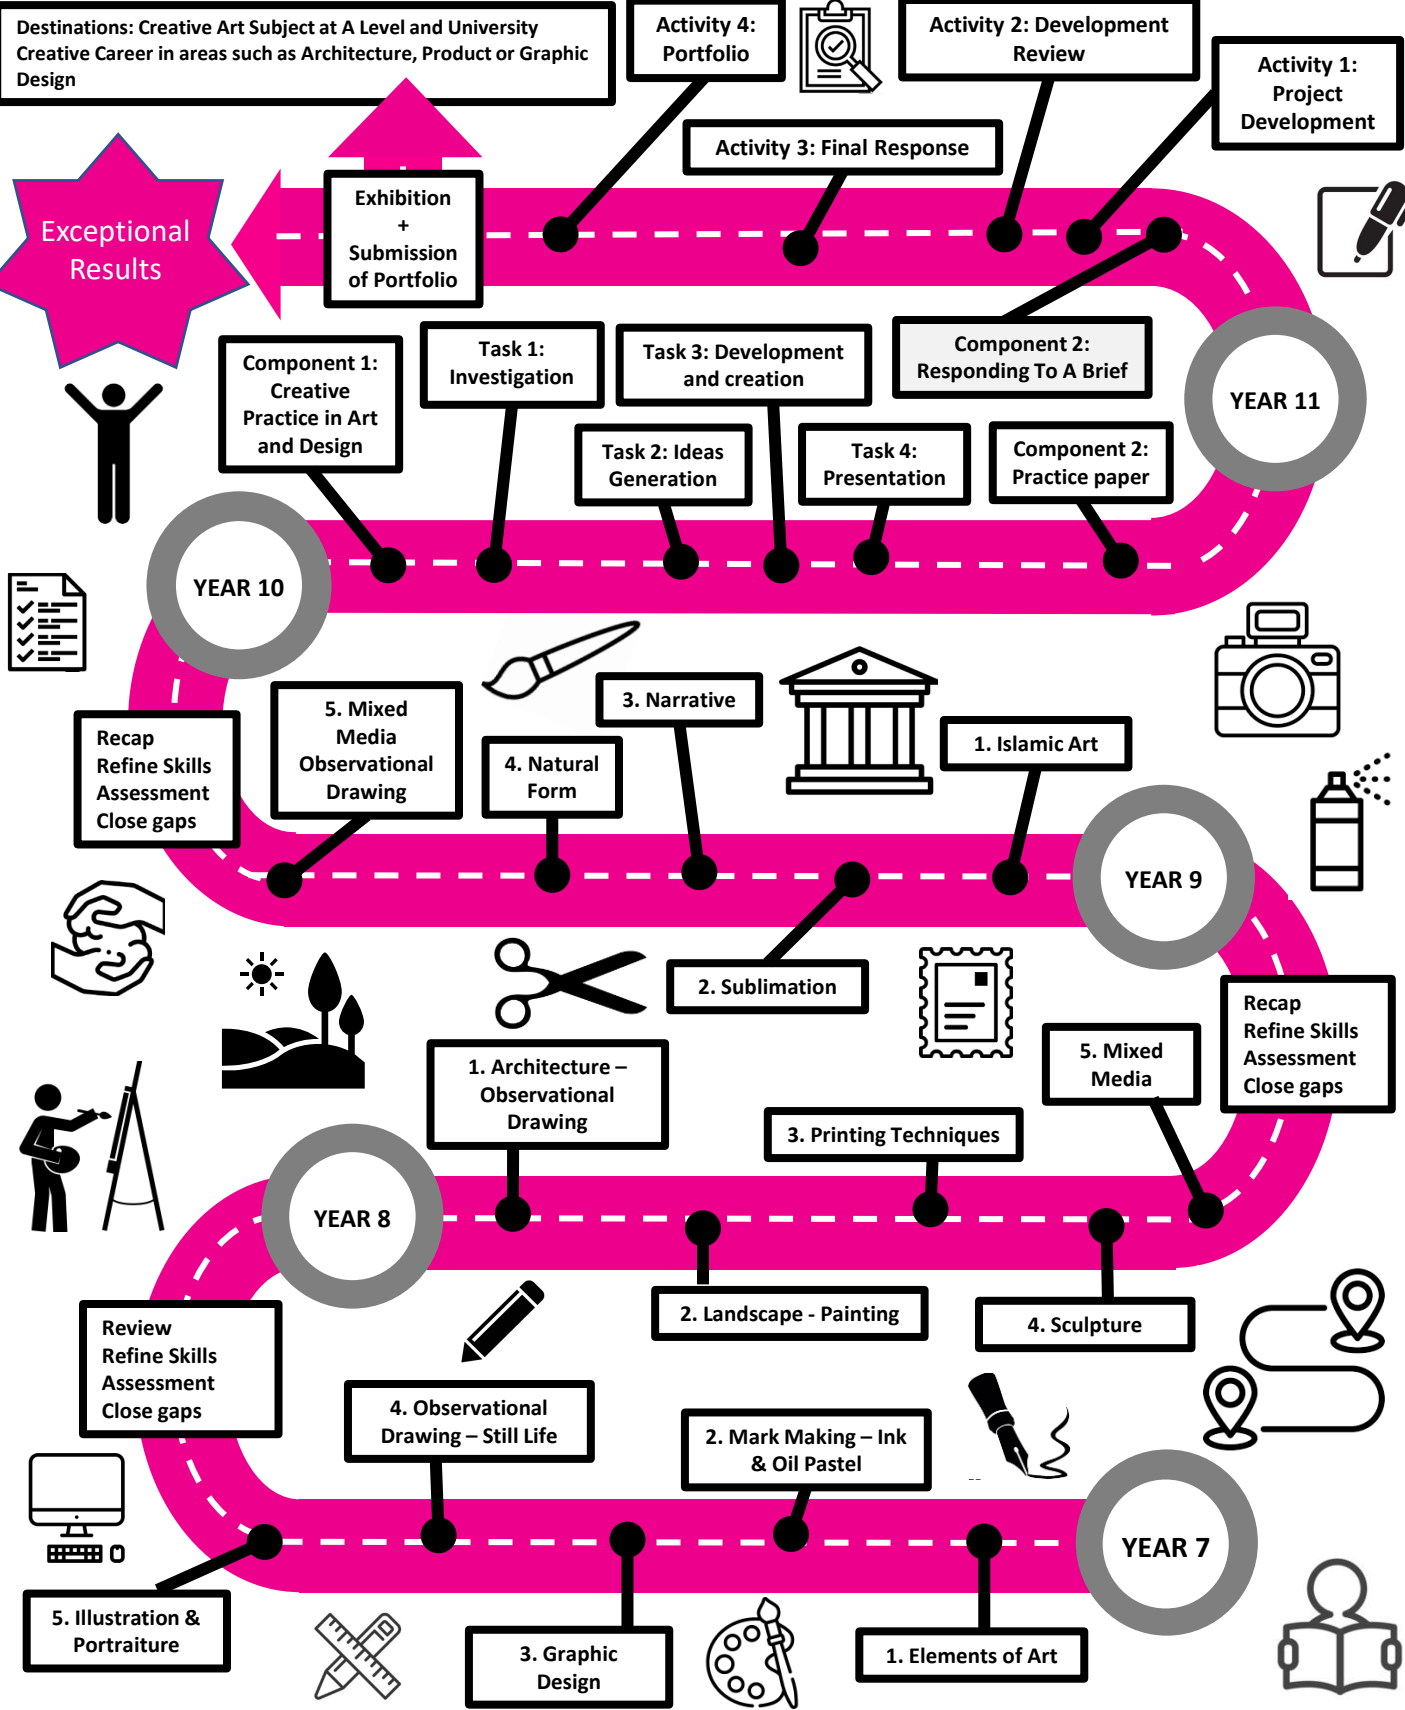 Destinations: Creative Art Subject at A Level and University
Creative Career in areas such as Architecture, Product or Graphic
Design
Activity 4:
Portfolio
Activity 2: Development
Review
Activity 1:
Project
Development
Activity 3: Final Response
Exceptional
Results
Exhibition
+
Submission
of Portfolio
Component 1:
Creative
Practice in Art
and Design
Task 1:
Investigation
Task 3: Development
and creation
Component 2:
Responding To A Brief
YEAR 11
Task 2: Ideas
Generation
Task 4:
Presentation
Component 2:
Practice paper
YEAR 10
Recap
Refine Skills
Assessment
Close gaps
5. Mixed
Media
Observational
Drawing
4. Natural
Form
3. Narrative
1. Islamic Art
YEAR 9
2. Sublimation
Recap
Refine Skills
Assessment
Close gaps
1. Architecture –
Observational
Drawing
5. Mixed
Media
3. Printing Techniques
YEAR 8
2. Landscape - Painting
4. Sculpture
Review
Refine Skills
Assessment
Close gaps
4. Observational
Drawing – Still Life
2. Mark Making – Ink
& Oil Pastel
YEAR 7
5. Illustration &
Portraiture
3. Graphic
Design
1. Elements of Art